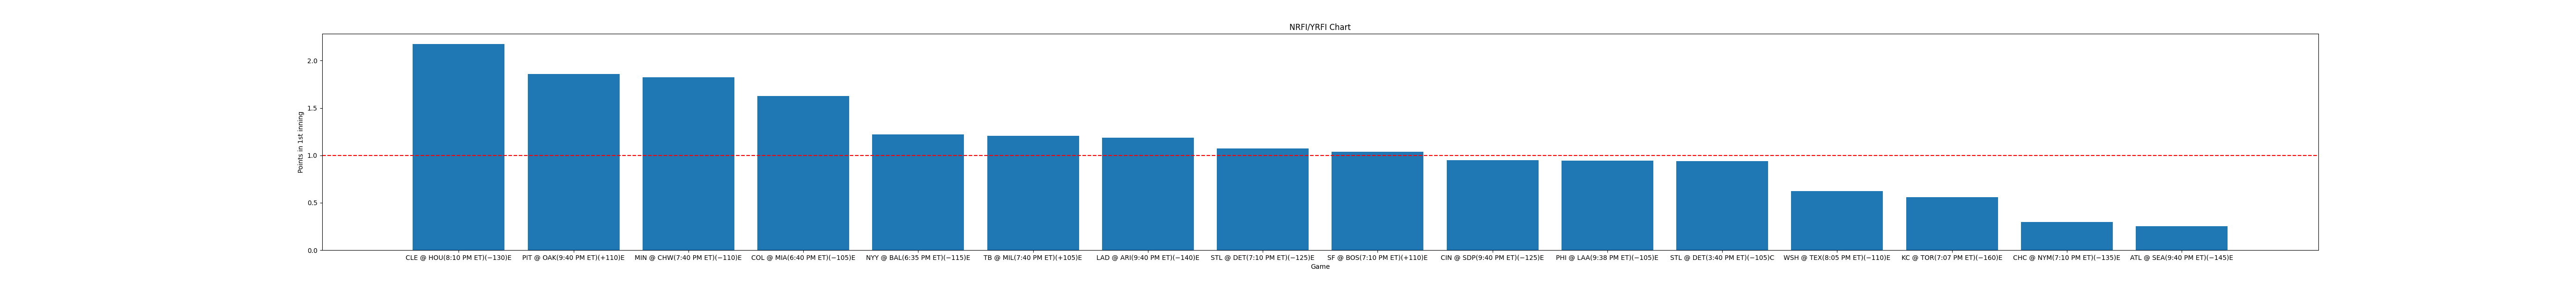 NRFI/YRFI Chart
Points in 1st inning
2.0
1.5
1.0
0.5
0.0
CLE @ HOU(8:10 PM ET)(−130)E PIT @ OAK(9:40 PM ET)(+110)E MIN @ CHW(7:40 PM ET)(−110)E COL @ MIA(6:40 PM ET)(−105)E NYY @ BAL(6:35 PM ET)(−115)E TB @ MIL(7:40 PM ET)(+105)E LAD @ ARI(9:40 PM ET)(−140)E STL @ DET(7:10 PM ET)(−125)E SF @ BOS(7:10 PM ET)(+110)E CIN @ SDP(9:40 PM ET)(−125)E PHI @ LAA(9:38 PM ET)(−105)E STL @ DET(3:40 PM ET)(−105)C WSH @ TEX(8:05 PM ET)(−110)E KC @ TOR(7:07 PM ET)(−160)E CHC @ NYM(7:10 PM ET)(−135)E ATL @ SEA(9:40 PM ET)(−145)E
Game